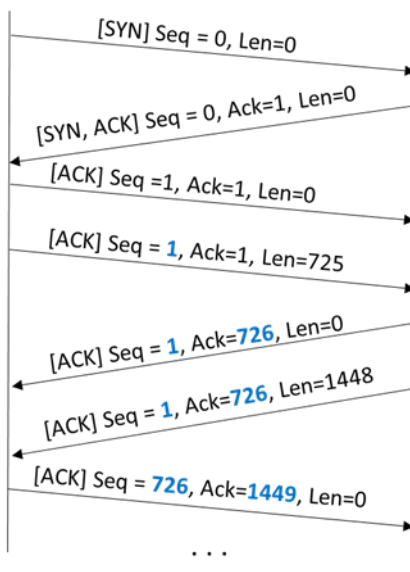 [SYN] Seq = 0, Len=0
[SYN, ACK] Seq = 0, Ack=1, Len=0
[ACK] Seq =1, Ack=1, Len=0
[ACK] Seq = 1, Ack=1, Len=725
[ACK] Seq = 1, Ack=726, Len=0
[ACK] Seq = 1, Ack=726, Len=1448
[ACK] Seq = 726, Ack=1449, Len=0
. . .